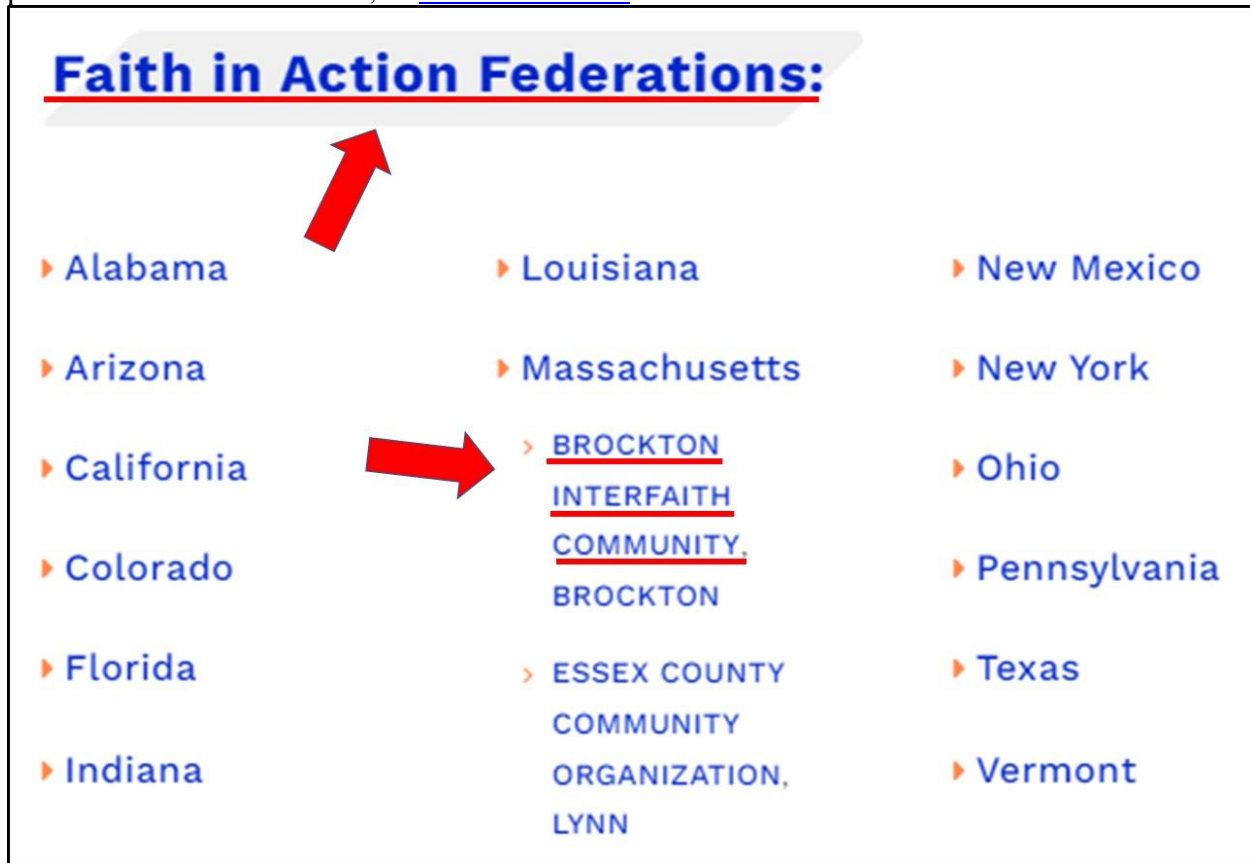 Faith in Action Federations:
Alabama
Arizona
California
Colorado
Florida
Indiana
Louisiana
Massachusetts
BROCKTON
INTERFAITH
COMMUNITY,
BROCKTON
ESSEX COUNTY
COMMUNITY
ORGANIZATION,
LYNN
New Mexico
New York
Ohio
Pennsylvania
Texas
Vermont